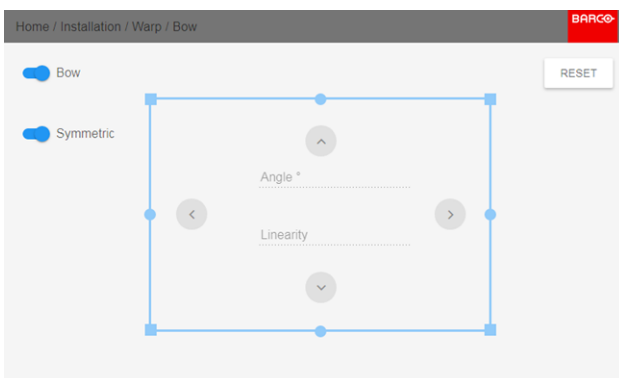 Home / Installation / Warp / Bow
BARCO
Bow
RESET
Symmetric
Angle *
Linearity